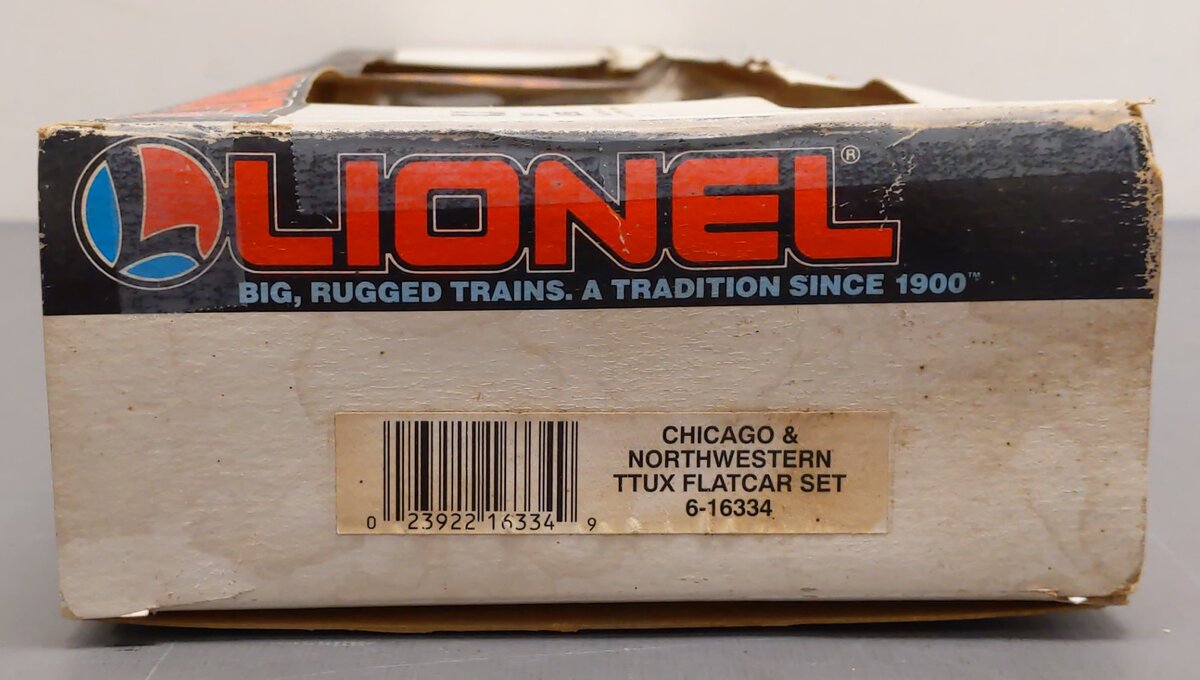 LIONEL®
BIG, RUGGED TRAINS. A TRADITION SINCE 1900™
CHICAGO &
NORTHWESTERN
TTUX FLATCAR SET
6-16334
0 23922 16334 9